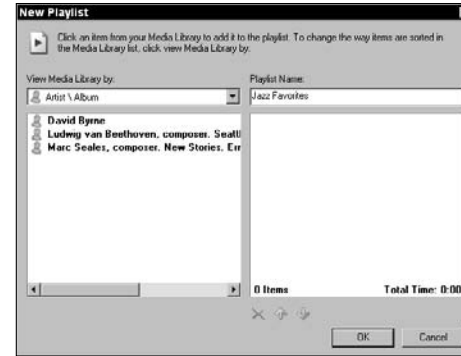 New Playlist
Click an item from your Media Library to add it to the playlist. To change the way items are sorted in
the Media Library list, click view Media Library by.
View Media Library by:
Playlist Name:
Artist \ Album
Jazz Favorites
David Byrne
Ludwig van Beethoven, composer. Seattl
Marc Seales, composer. New Stories. Err
0 Items
Total Time: 0:00
OK
Cancel